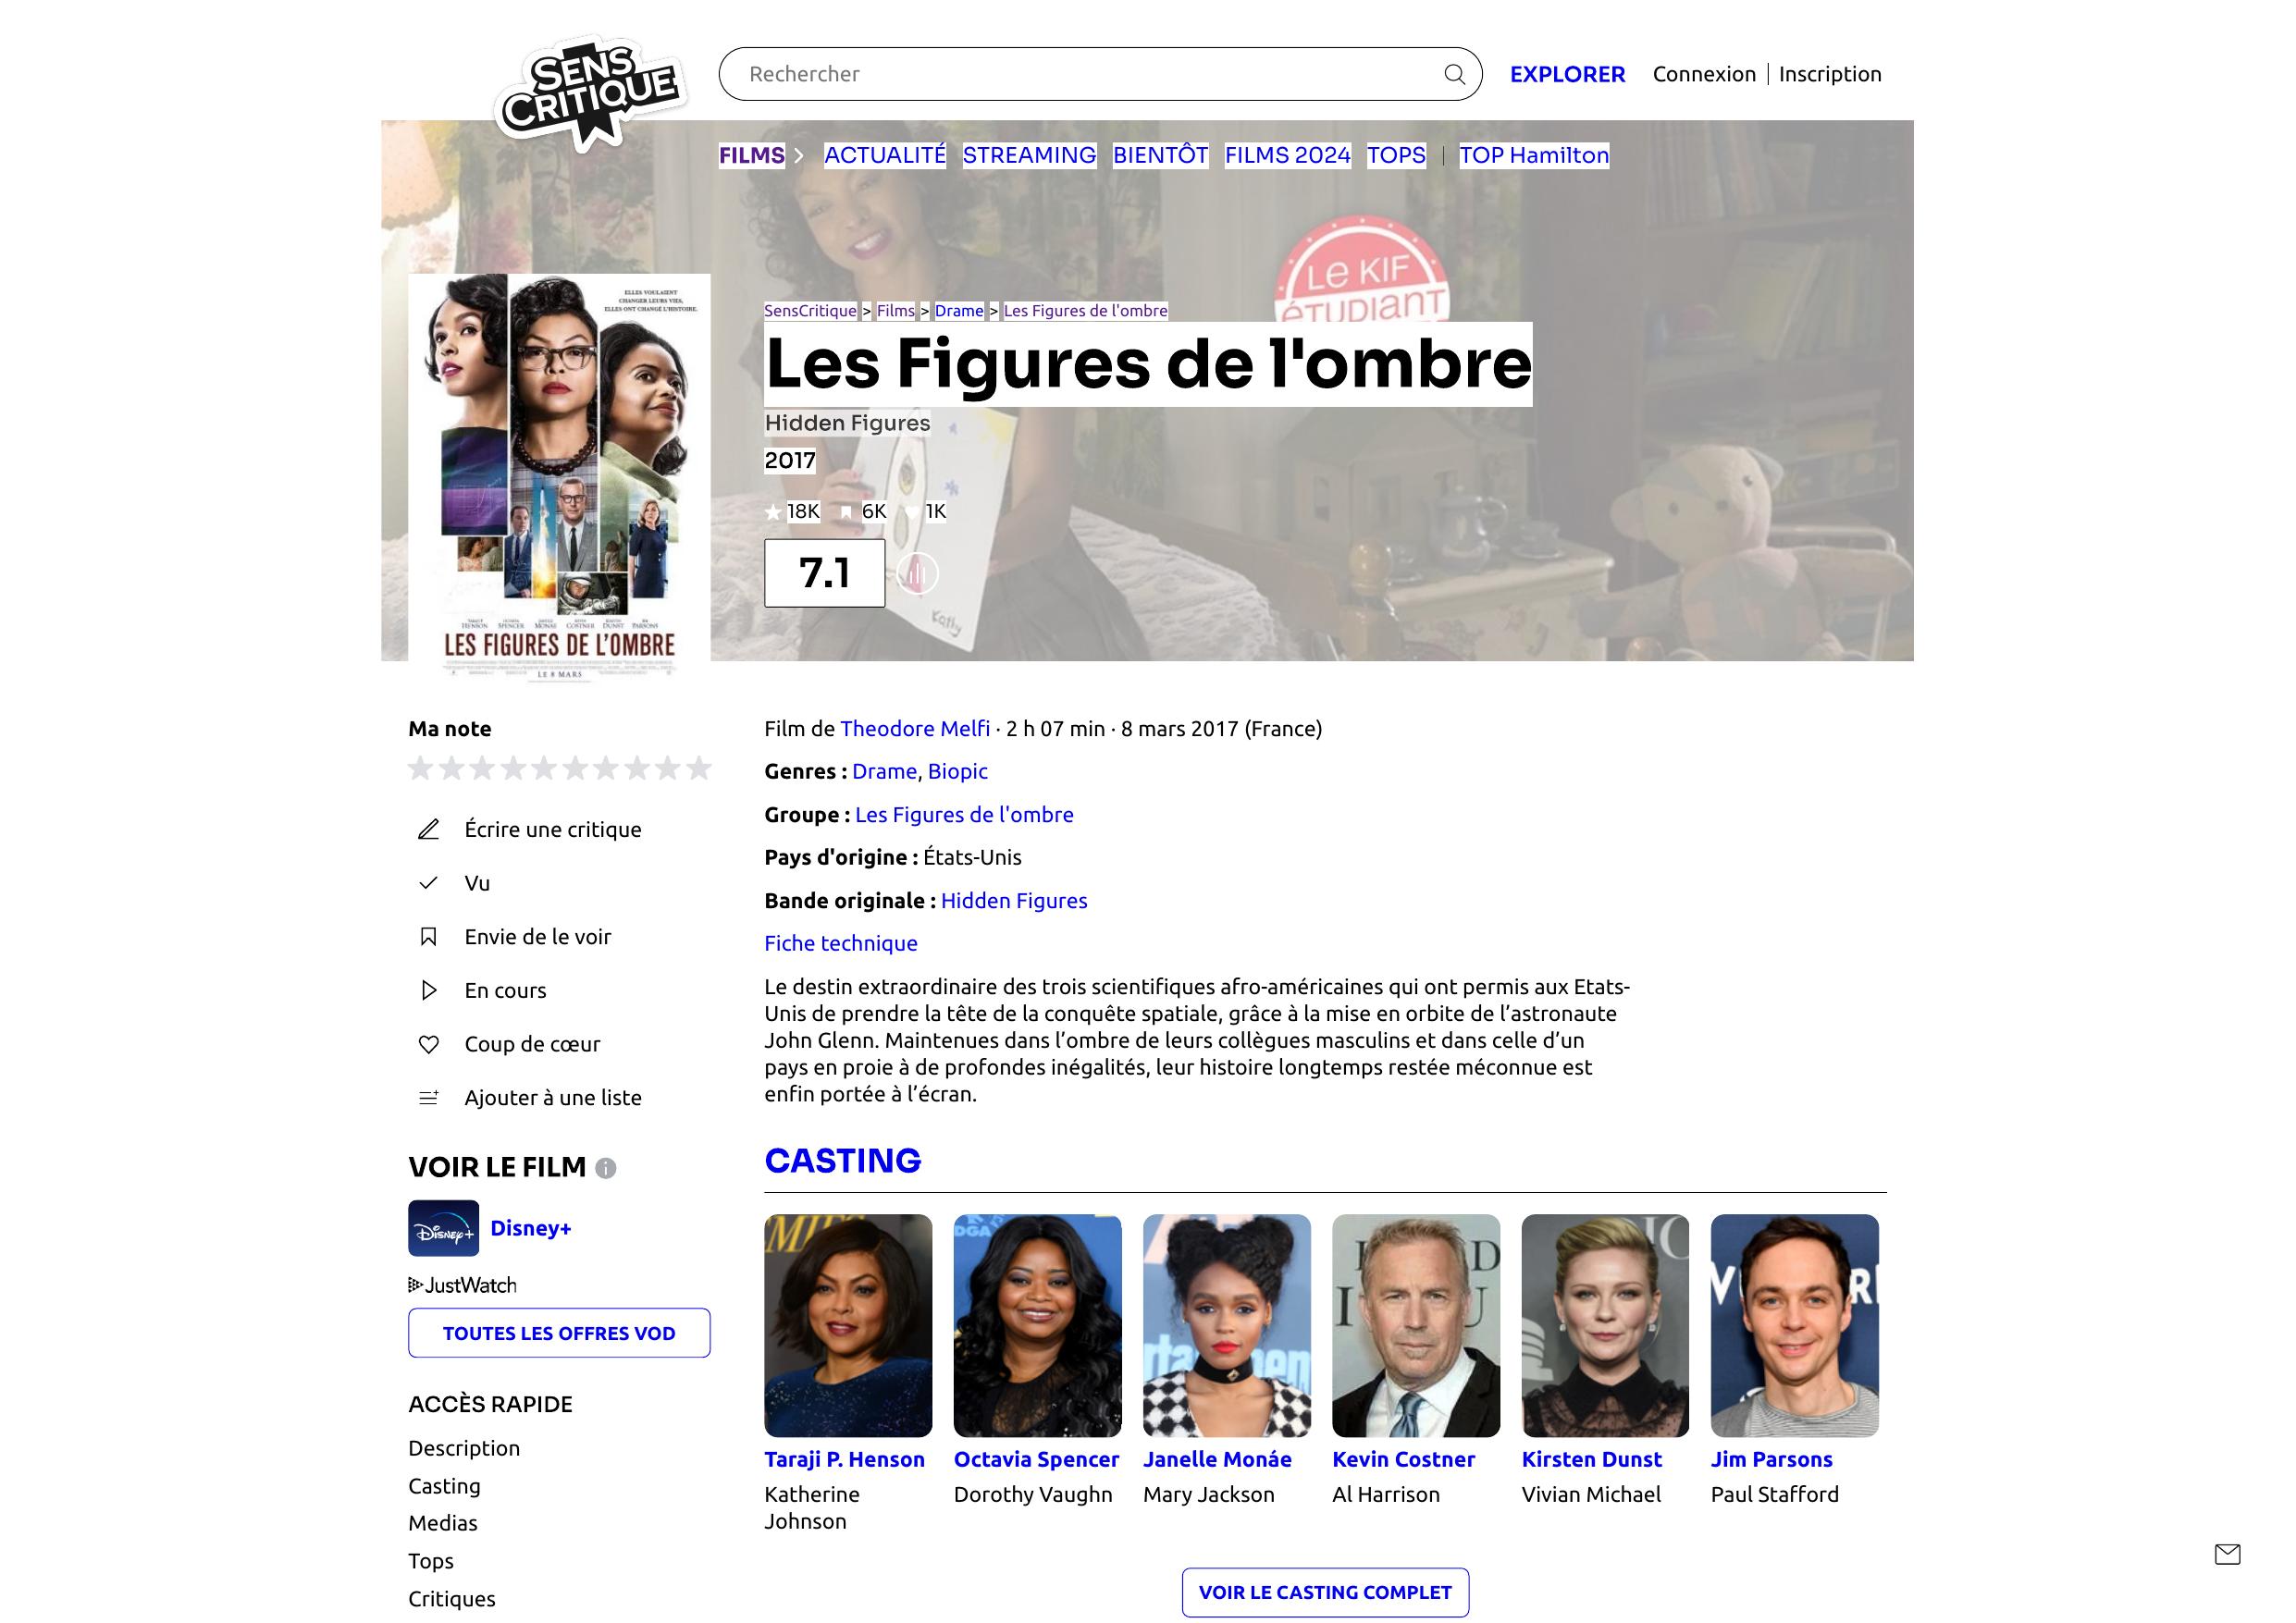 SENS
CRITIQUE
Rechercher
EXPLORER Connexion Inscription
FILMS ACTUALITÉ STREAMING BIENTÔT FILMS 2024 TOPS TOP Hamilton
Le KIF
éTUDIANT
ELLES VOULAIENT
CHANGER LEURS VIES,
ELLES ONT CHANGÉ L'HISTOIRE.
SensCritique > Films > Drame > Les Figures de l'ombre
Les Figures de l'ombre
Hidden Figures
2017
18K 6K 1K
7.1
Kathy
HENSON SPENCER MONÁE COSTNER DUNST PARSONS
LES FIGURES DE L'OMBRE
LE 8 MARS
Ma note
Écrire une critique
Vu
Envie de le voir
En cours
Coup de cœur
Ajouter à une liste
VOIR LE FILM
Disney+
Disney+
JustWatch
TOUTES LES OFFRES VOD
ACCÈS RAPIDE
Description
Casting
Medias
Tops
Critiques
Film de Theodore Melfi · 2 h 07 min · 8 mars 2017 (France)
Genres : Drame, Biopic
Groupe : Les Figures de l'ombre
Pays d'origine : États-Unis
Bande originale : Hidden Figures
Fiche technique
Le destin extraordinaire des trois scientifiques afro-américaines qui ont permis aux Etats-
Unis de prendre la tête de la conquête spatiale, grâce à la mise en orbite de l’astronaute
John Glenn. Maintenues dans l’ombre de leurs collègues masculins et dans celle d’un
pays en proie à de profondes inégalités, leur histoire longtemps restée méconnue est
enfin portée à l’écran.
CASTING
DGA
Taraji P. Henson Octavia Spencer Janelle Monáe Kevin Costner Kirsten Dunst Jim Parsons
Katherine Dorothy Vaughn Mary Jackson Al Harrison Vivian Michael Paul Stafford
Johnson
VOIR LE CASTING COMPLET